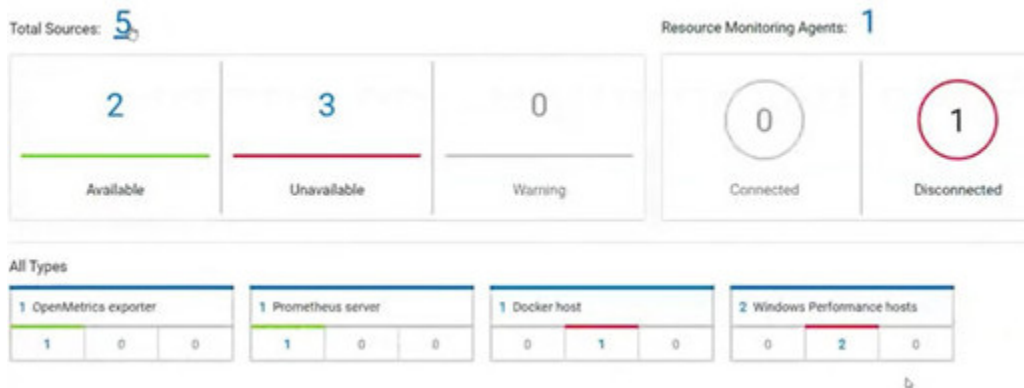 Total Sources: 5
Resource Monitoring Agents: 1
2 3 0
Available Unavailable Warning
0 1
Connected Disconnected
All Types
1 OpenMetrics exporter
1 0 0
1 Prometheus server
1 0 0
1 Docker host
0 1 0
2 Windows Performance hosts
0 2 0